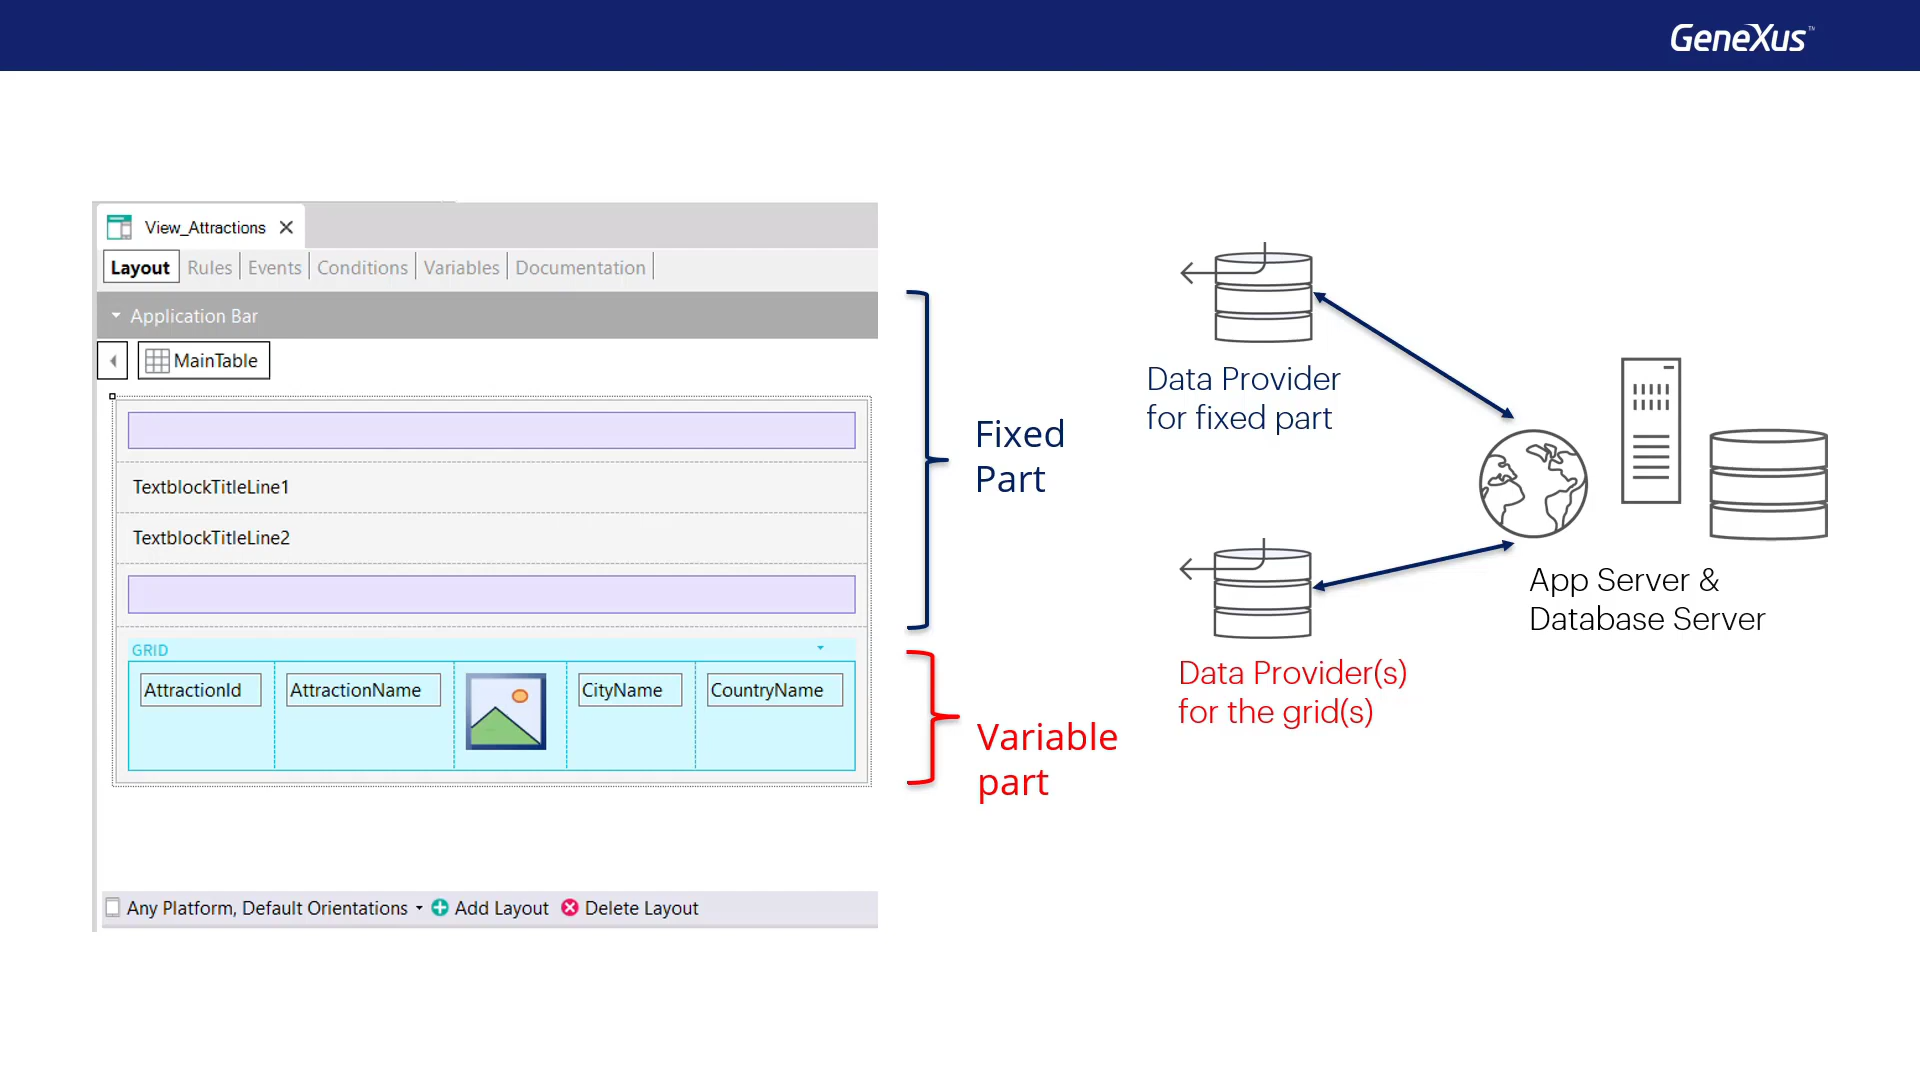 GeneXus™
View_Attractions
Layout Rules Events Conditions Variables Documentation
Application Bar
MainTable
TextblockTitleLine1
TextblockTitleLine2
GRID
AttractionId AttractionName CityName CountryName
Any Platform, Default Orientations Add Layout Delete Layout
Fixed
Part
Variable
part
Data Provider
for fixed part
Data Provider(s)
for the grid(s)
App Server &
Database Server